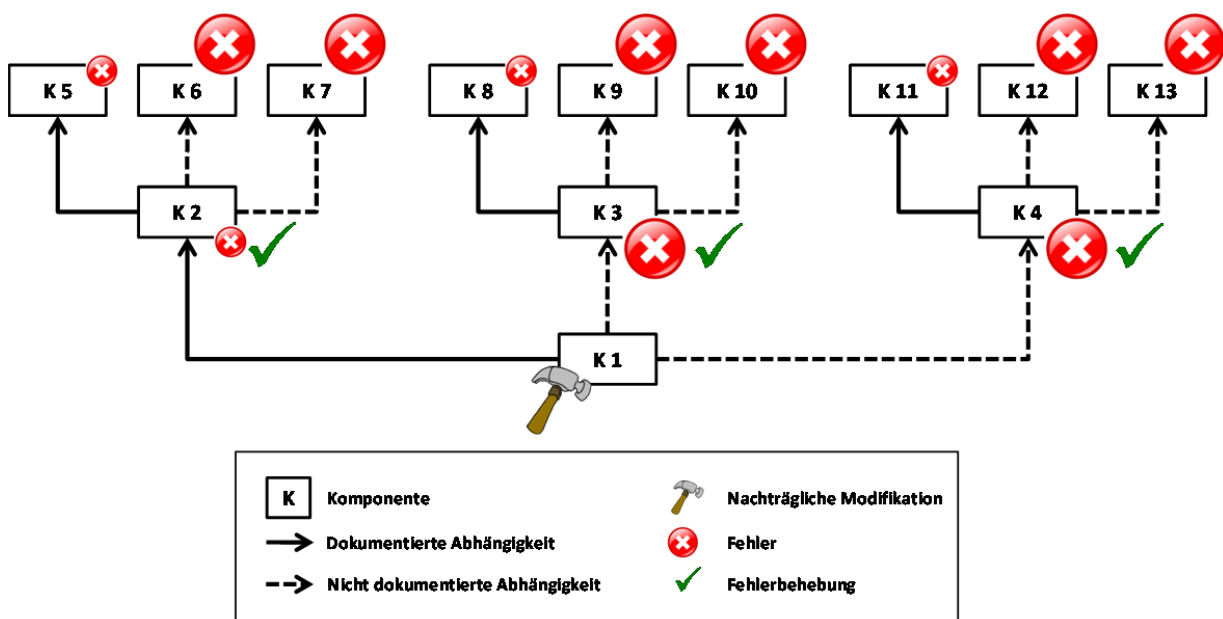 K 5
K 6
K 7
K 8
K 9
K 10
K 11
K 12
K 13
K 2
K 3
K 4
K 1
K Komponente
Nachträgliche Modifikation
Dokumentierte Abhängigkeit
Fehler
Nicht dokumentierte Abhängigkeit
Fehlerbehebung